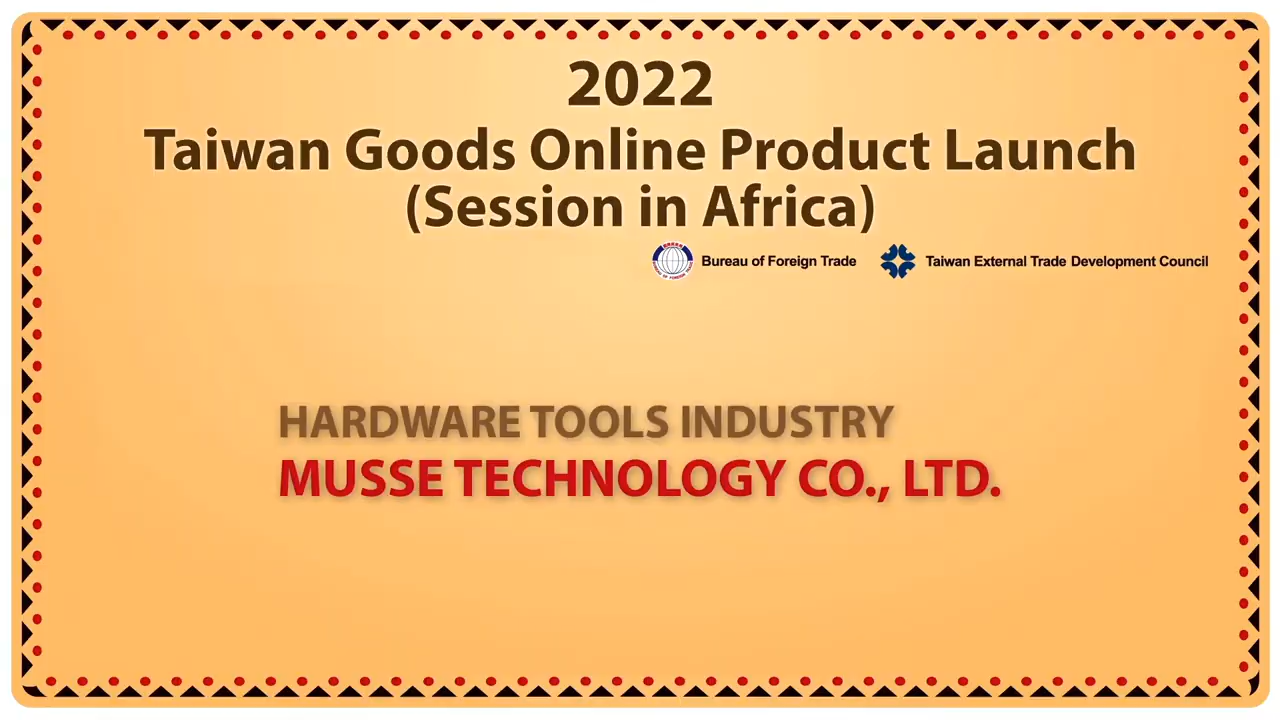 2022
Taiwan Goods Online Product Launch
(Session in Africa)
Bureau of Foreign Trade Taiwan External Trade Development Council
HARDWARE TOOLS INDUSTRY
MUSSE TECHNOLOGY CO., LTD.